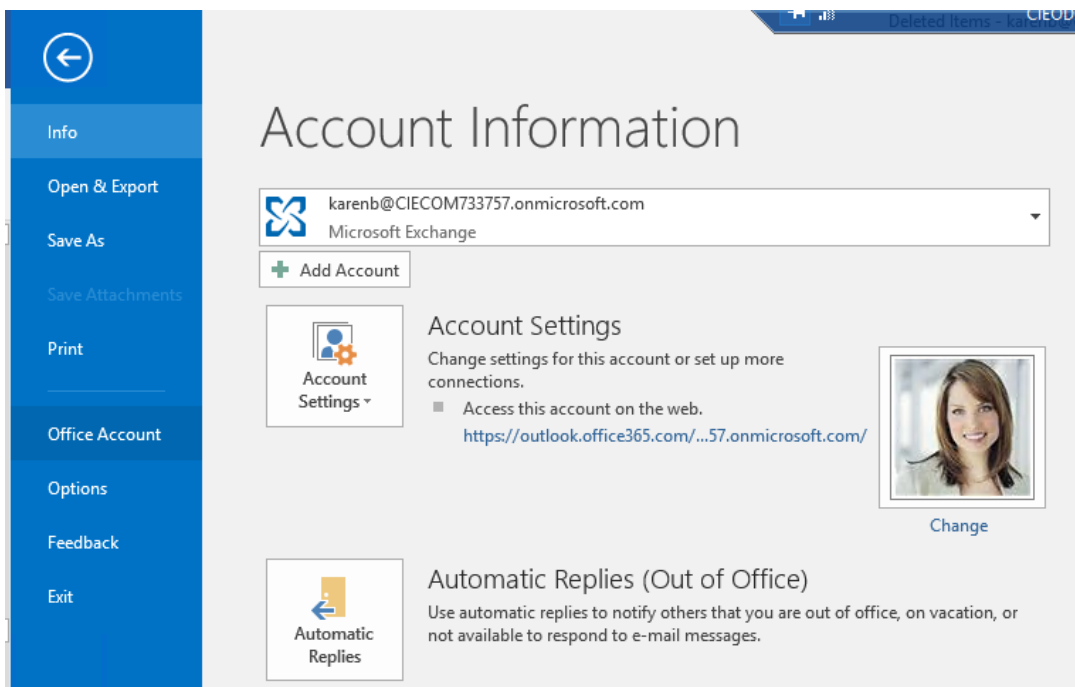 CIEOD
Deleted Items - karenb@
Info
Open & Export
Save As
Save Attachments
Print
Office Account
Options
Feedback
Exit
Account Information
karenb@CIECOM733757.onmicrosoft.com
Microsoft Exchange
Add Account
Account
Settings
Account Settings
Change settings for this account or set up more
connections.
Access this account on the web.
https://outlook.office365.com/...57.onmicrosoft.com/
Change
Automatic
Replies
Automatic Replies (Out of Office)
Use automatic replies to notify others that you are out of office, on vacation, or
not available to respond to e-mail messages.